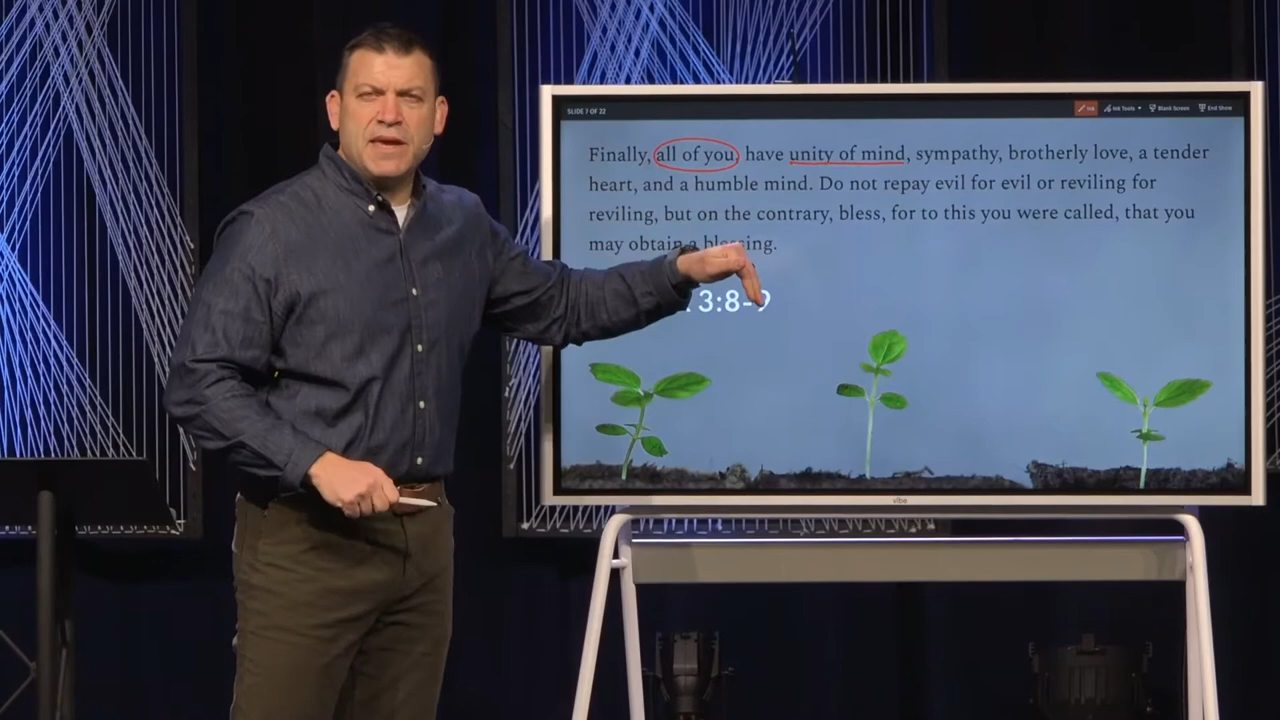 SLIDE 7 OF 22
Ink Ink Tools Blank Screen End Show
Finally, all of you, have unity of mind, sympathy, brotherly love, a tender
heart, and a humble mind. Do not repay evil for evil or reviling for
reviling, but on the contrary, bless, for to this you were called, that you
may obtain a blessing.
3:8-9
vibe